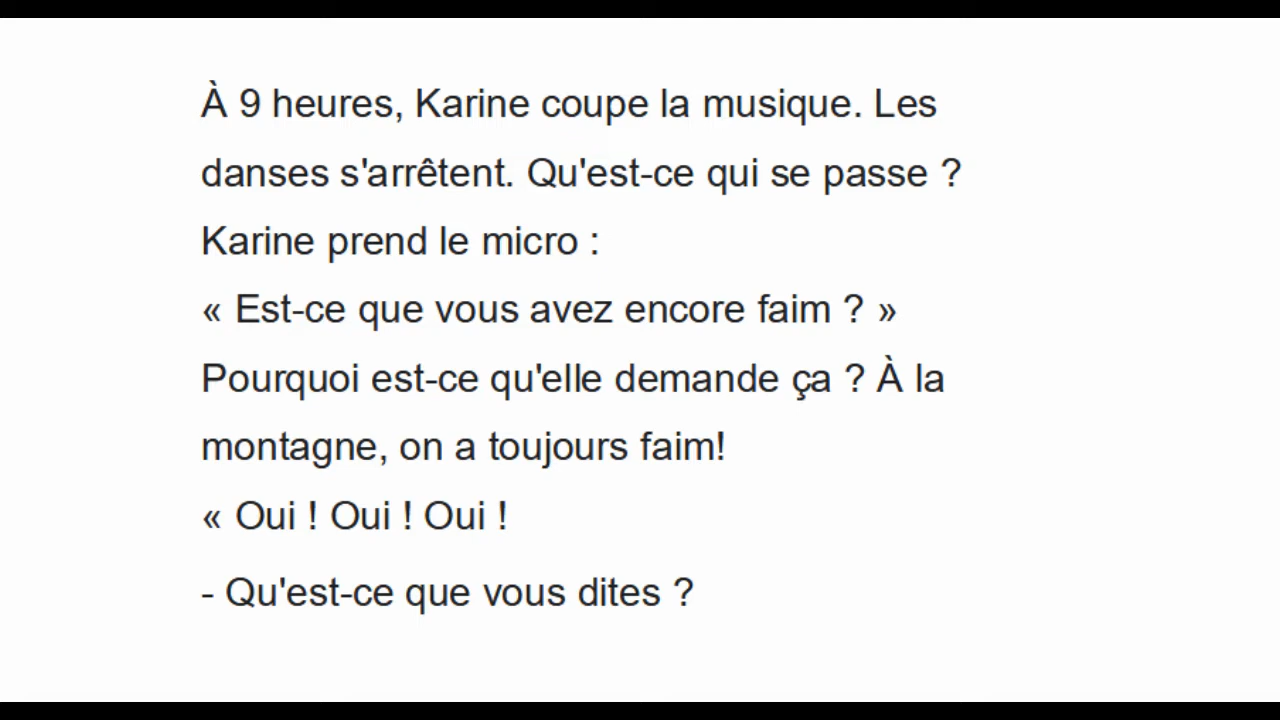 À 9 heures, Karine coupe la musique. Les
danses s'arrêtent. Qu'est-ce qui se passe ?
Karine prend le micro :
« Est-ce que vous avez encore faim ? »
Pourquoi est-ce qu'elle demande ça ? À la
montagne, on a toujours faim!
« Oui ! Oui ! Oui !
- Qu'est-ce que vous dites ?